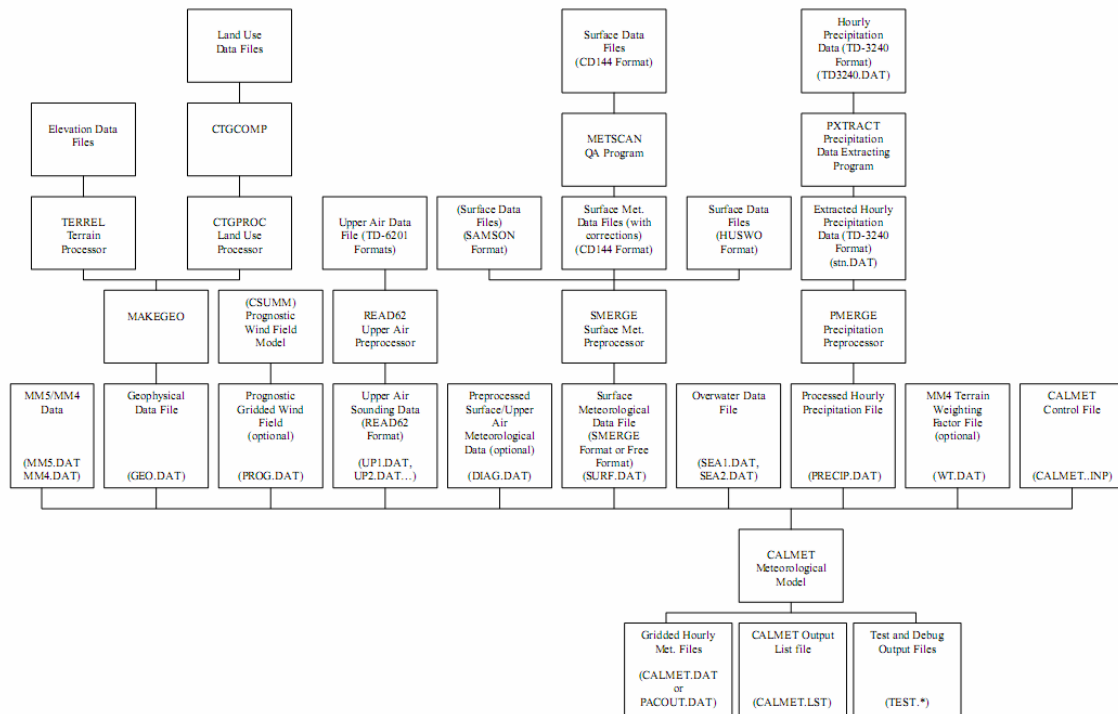 Land Use
Data Files
Surface Data
Files
(CD144 Format)
Hourly
Precipitation
Data (TD-3240
Format)
(TD3240.DAT)
Elevation Data
Files
CTGCOMP
METSCAN
QA Program
PXTRACT
Precipitation
Data Extracting
Program
TERREL
Terrain
Processor
CTGPROC
Land Use
Processor
Upper Air Data
File (TD-6201
Formats)
(Surface Data
Files)
(SAMSON
Format)
Surface Met.
Data Files (with
corrections)
(CD144 Format)
Surface Data
Files
(HUSWO
Format)
Extracted Hourly
Precipitation
Data (TD-3240
Format)
(stn.DAT)
MAKEGEO
(CSUMM)
Prognostic
Wind Field
Model
READ62
Upper Air
Preprocessor
SMERGE
Surface Met.
Preprocessor
PMERGE
Precipitation
Preprocessor
MM5/MM4
Data
(MM5.DAT
MM4.DAT)
Geophysical
Data File
(GEO.DAT)
Prognostic
Gridded Wind
Field
(optional)
(PROG.DAT)
Upper Air
Sounding Data
(READ62
Format)
(UP1.DAT,
UP2.DAT…)
Preprocessed
Surface/Upper
Air
Meteorological
Data (optional)
(DIAG.DAT)
Surface
Meteorological
Data File
(SMERGE
Format or Free
Format)
(SURF.DAT)
Overwater Data
File
(SEA1.DAT,
SEA2.DAT)
Processed Hourly
Precipitation File
(PRECIP.DAT)
MM4 Terrain
Weighting
Factor File
(optional)
(WT.DAT)
CALMET
Control File
(CALMET..INP)
CALMET
Meteorological
Model
Gridded Hourly
Met. Files
(CALMET.DAT
or
PACOUT.DAT)
CALMET Output
List file
(CALMET.LST)
Test and Debug
Output Files
(TEST.*)